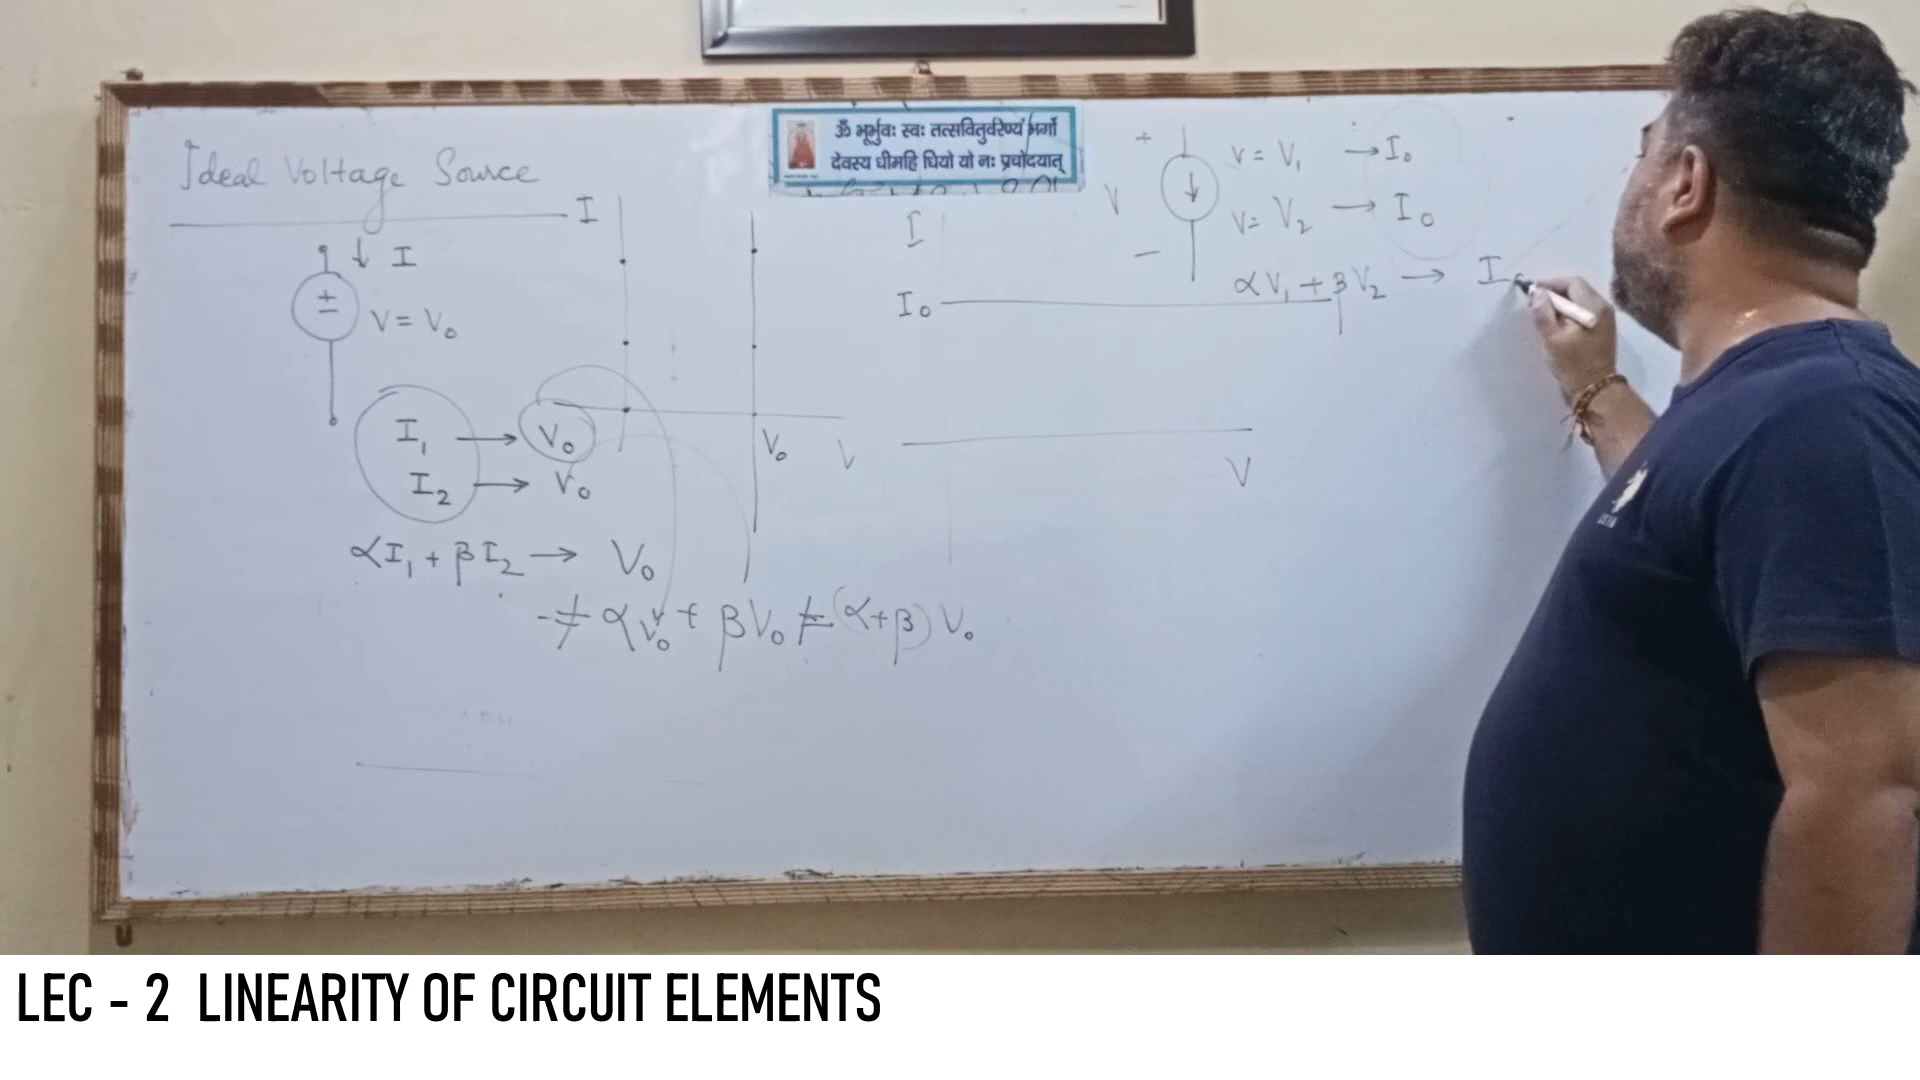 Ideal Voltage Source
ॐ भूर्भुवः स्वः तत्सवितुर्वरेण्यं भर्गो
देवस्य धीमहि धियो यो नः प्रचोदयात्
I
↓ I
+
V = V₀
I₁ → V₀
I₂ → V₀
αI₁ + βI₂ → V₀
≠ αV₀ + βV₀ ≠ (α+β) V₀
V₀
V
I
I₀
V
+
V
−
V = V₁ → I₀
V = V₂ → I₀
αV₁ + βV₂ → I
LEC - 2 LINEARITY OF CIRCUIT ELEMENTS